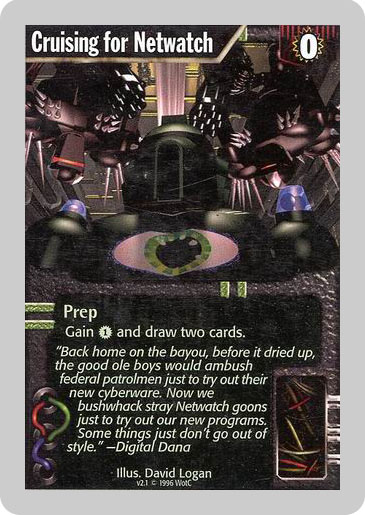 Cruising for Netwatch
0
Prep
Gain 1 and draw two cards.
"Back home on the bayou, before it dried up,
the good ole boys would ambush
federal patrolmen just to try out their
new cyberware. Now we
bushwhack stray Netwatch goons
just to try out our new programs.
Some things just don't go out of
style." –Digital Dana
Illus. David Logan
v2.1 © 1996 WotC